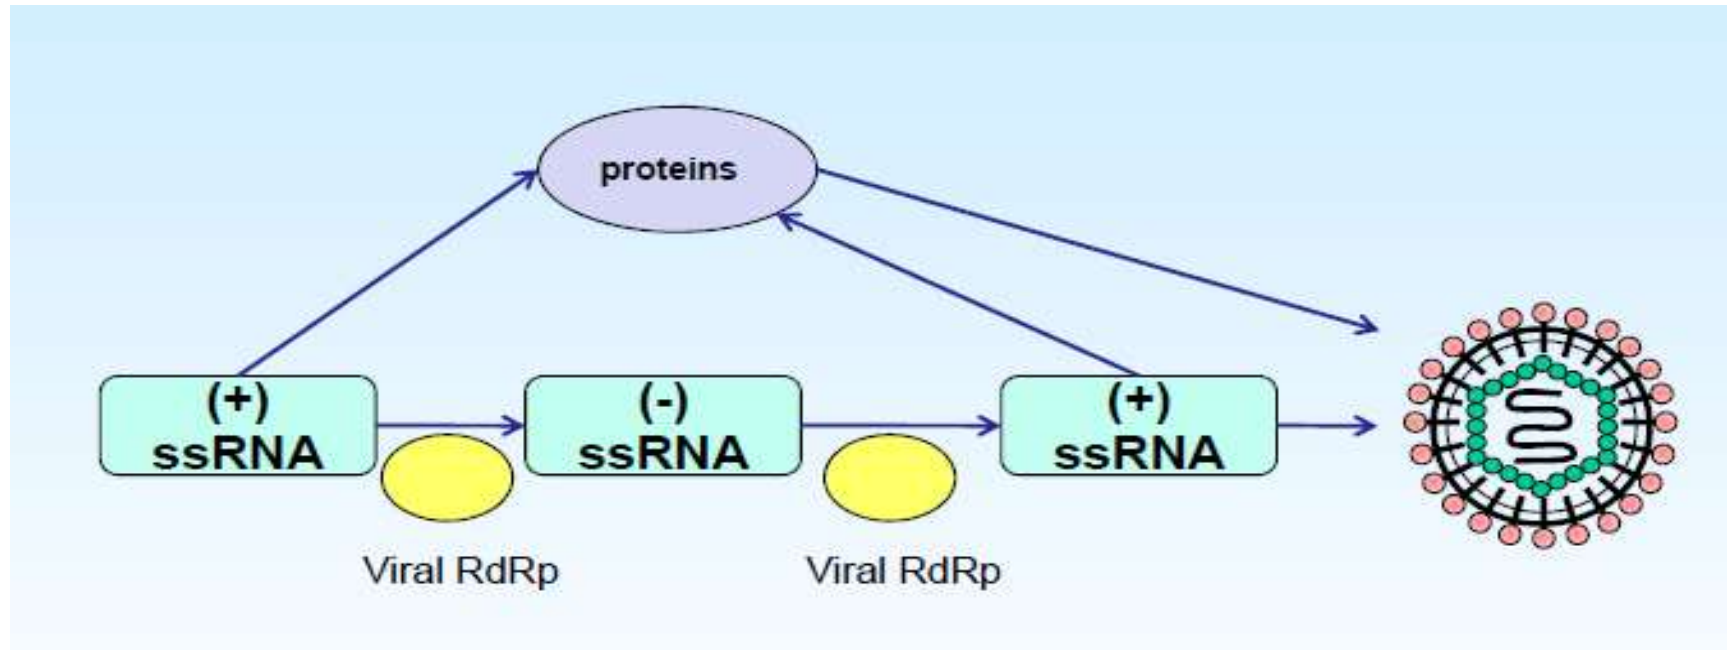 proteins
(+)
ssRNA
(-)
ssRNA
(+)
ssRNA
Viral RdRp
Viral RdRp